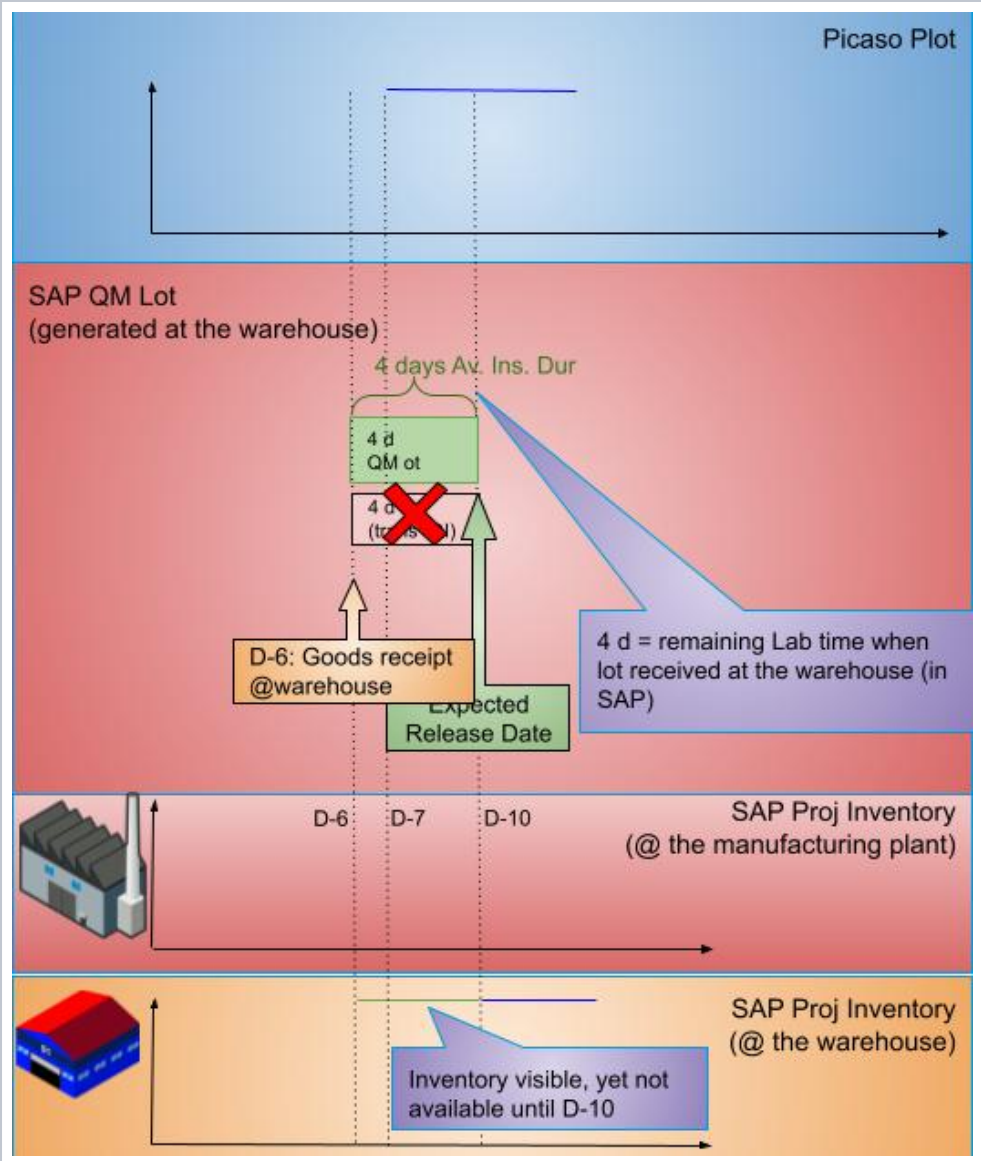 Picaso Plot
SAP QM Lot
(generated at the warehouse)
4 days Av. Ins. Dur
4 d
QM ot
4 d
4 d = remaining Lab time when
lot received at the warehouse (in
SAP)
D-6: Goods receipt
@warehouse
Expected
Release Date
D-6
D-7
D-10
SAP Proj Inventory
(@ the manufacturing plant)
SAP Proj Inventory
(@ the warehouse)
Inventory visible, yet not
available until D-10